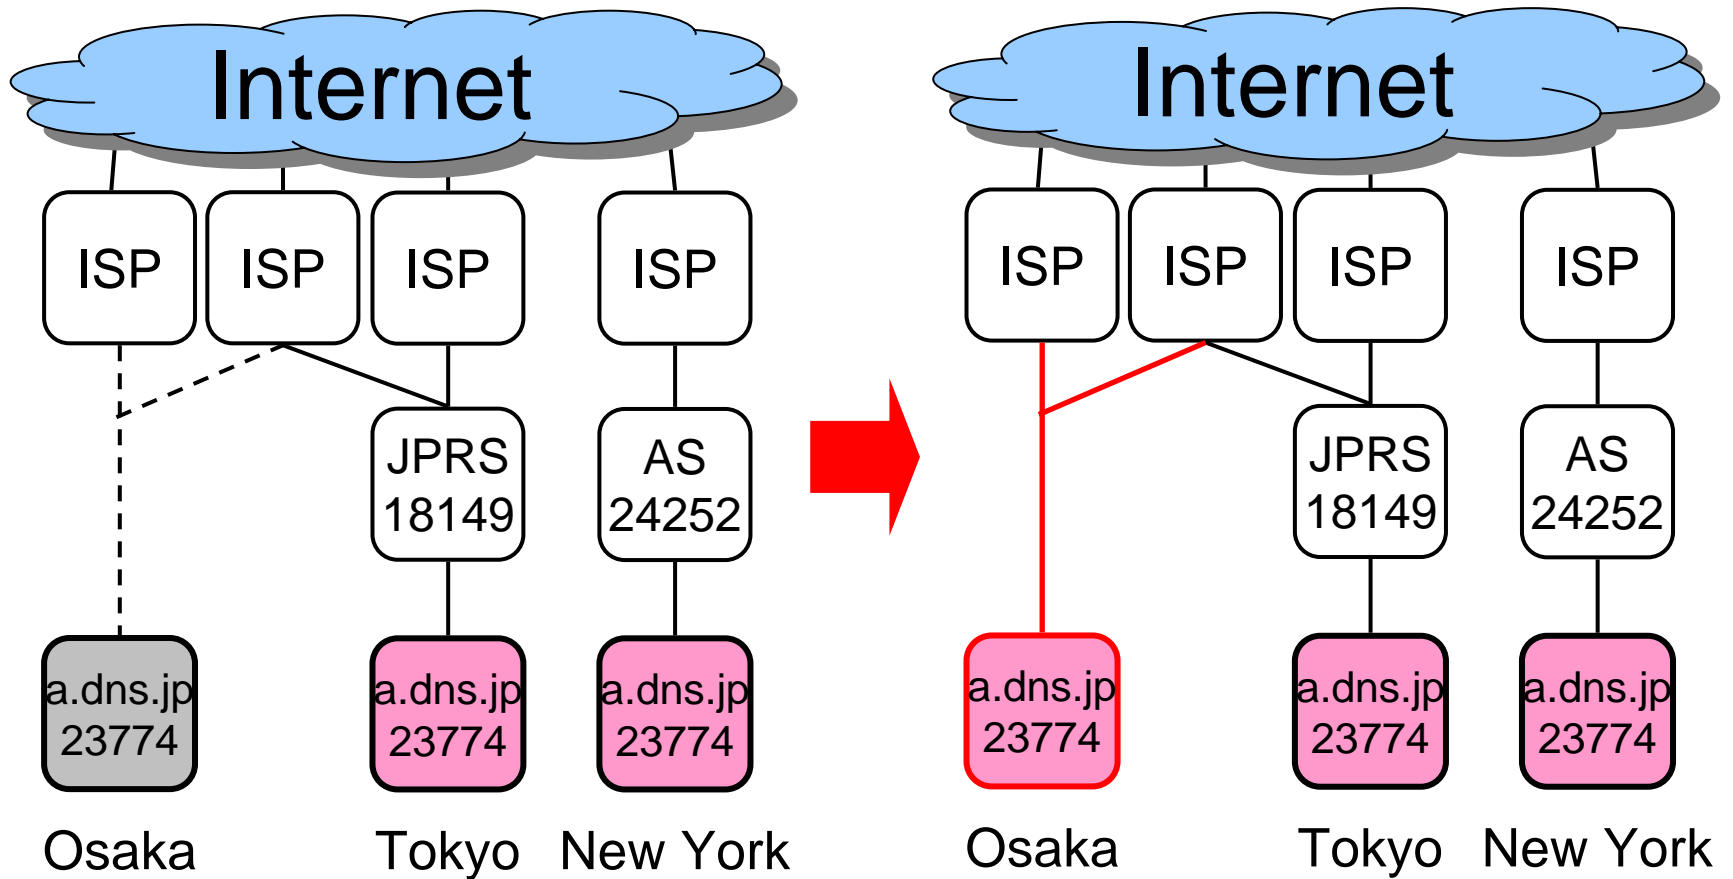 Internet
ISP
ISP
ISP
ISP
JPRS
18149
AS
24252
a.dns.jp
23774
a.dns.jp
23774
a.dns.jp
23774
Osaka
Tokyo
New York
Internet
ISP
ISP
ISP
ISP
JPRS
18149
AS
24252
a.dns.jp
23774
a.dns.jp
23774
a.dns.jp
23774
Osaka
Tokyo
New York